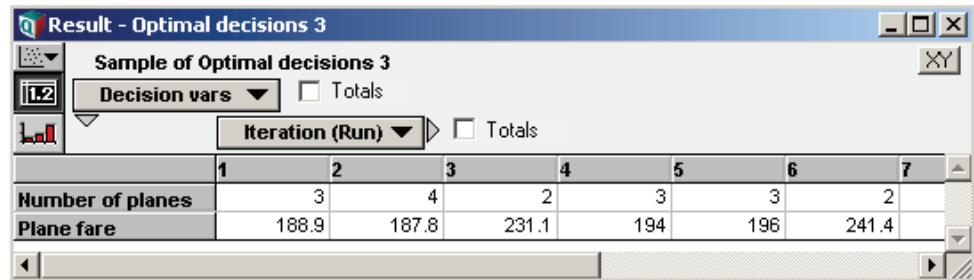 Result - Optimal decisions 3
Sample of Optimal decisions 3
XY
1.2
Decision vars Totals
Iteration (Run) Totals
1 2 3 4 5 6 7
Number of planes 3 4 2 3 3 2
Plane fare 188.9 187.8 231.1 194 196 241.4